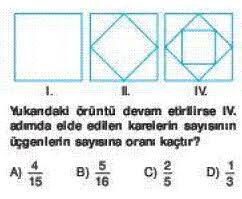 I. II. IV.
Yukarıdaki örüntü devam etirilirse IV.
adımda elde edilen karelerin sayısının
üçgenlerin sayısına oranı kaçtır?
A) 4/15 B) 5/16 C) 2/5 D) 1/3